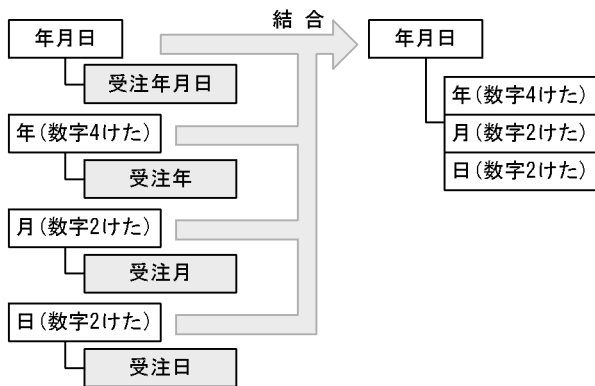 結 合
年月日
受注年月日
年(数字4けた)
受注年
月(数字2けた)
受注月
日(数字2けた)
受注日
年月日
年(数字4けた)
月(数字2けた)
日(数字2けた)